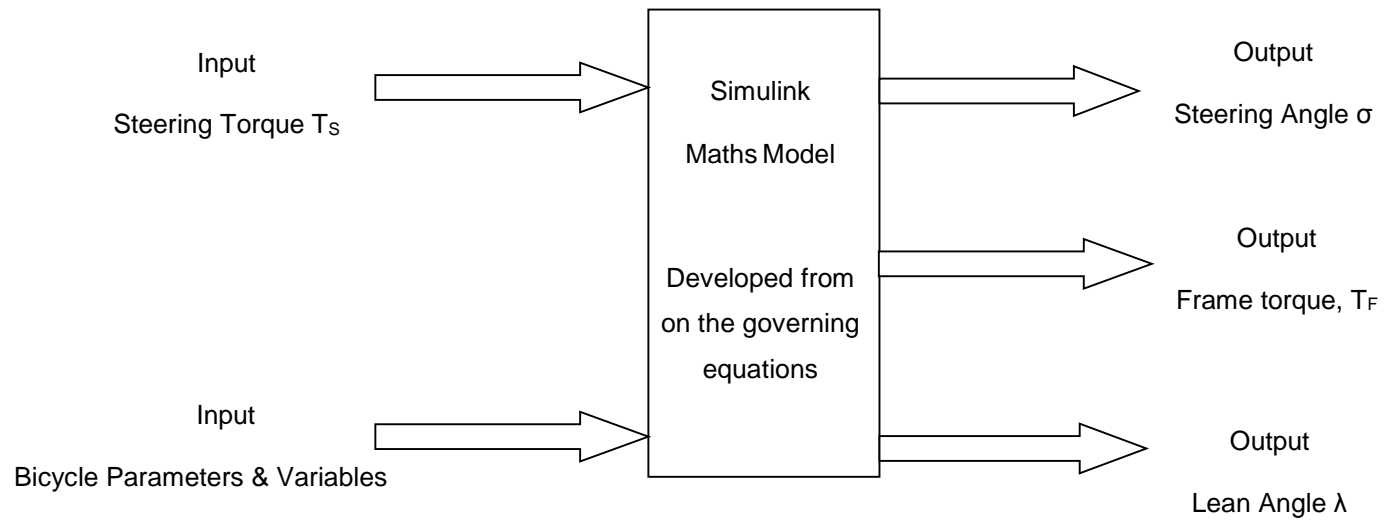 Input
Steering Torque Tₛ
Input
Bicycle Parameters & Variables
Simulink
Maths Model
Developed from
on the governing
equations
Output
Steering Angle σ
Output
Frame torque, T_F
Output
Lean Angle λ